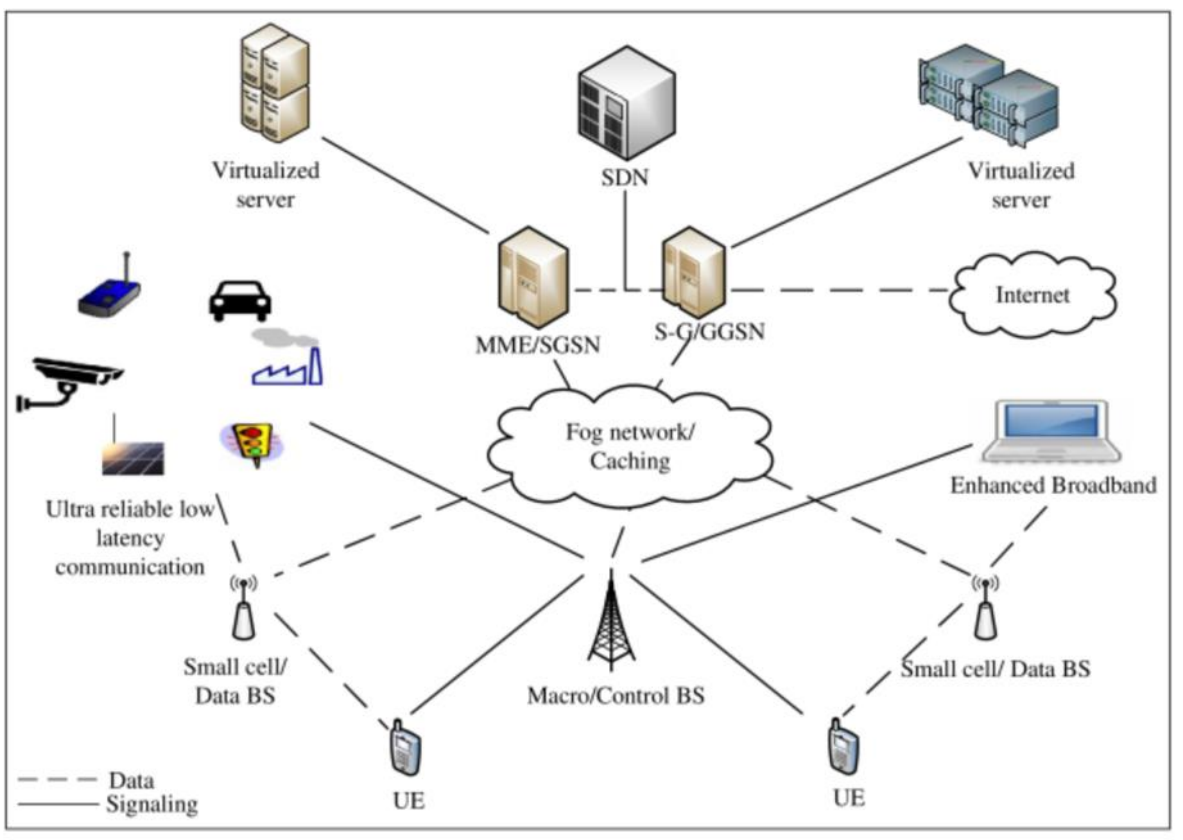 Virtualized
server
SDN
Virtualized
server
MME/SGSN
S-G/GGSN
Internet
Fog network/
Caching
Enhanced Broadband
Ultra reliable low
latency
communication
Small cell/
Data BS
Macro/Control BS
Small cell/ Data BS
UE
UE
Data
Signaling